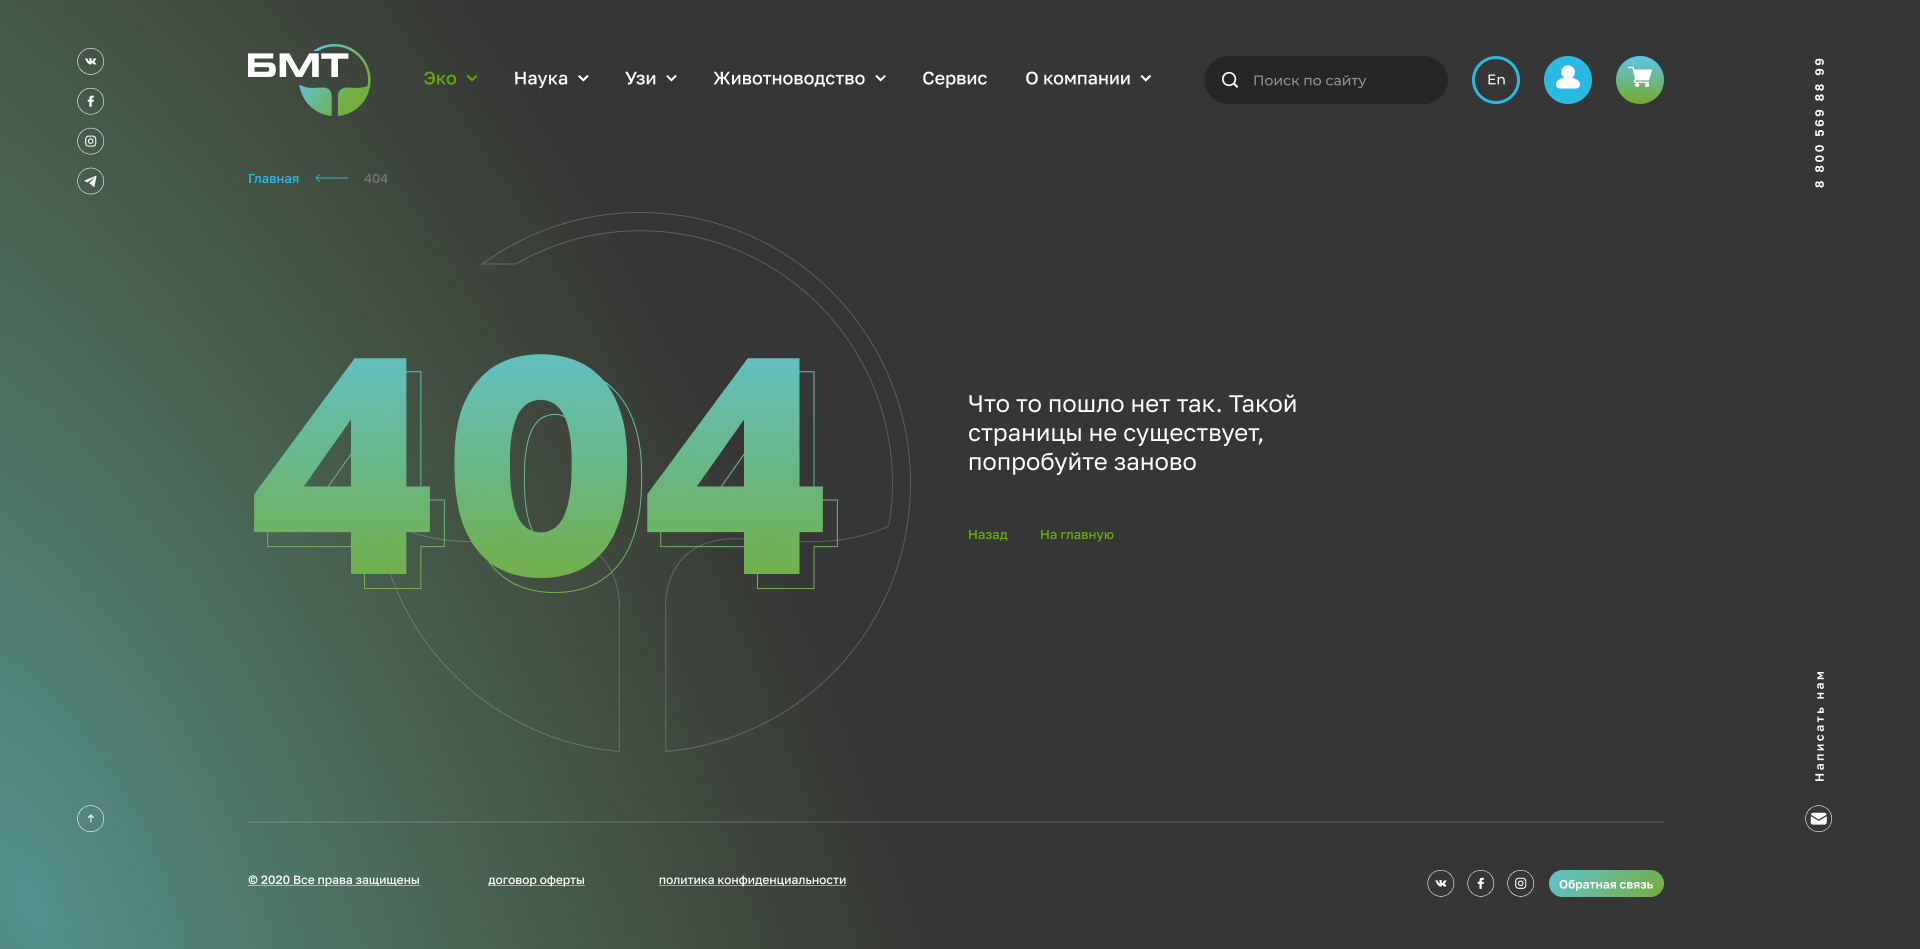 БМТ
Эко
Наука
Узи
Животноводство
Сервис
О компании
Поиск по сайту
En
8 800 569 88 99
Главная
404
404
Что то пошло нет так. Такой
страницы не существует,
попробуйте заново
Назад
На главную
Написать нам
© 2020 Все права защищены
договор оферты
политика конфиденциальности
Обратная связь